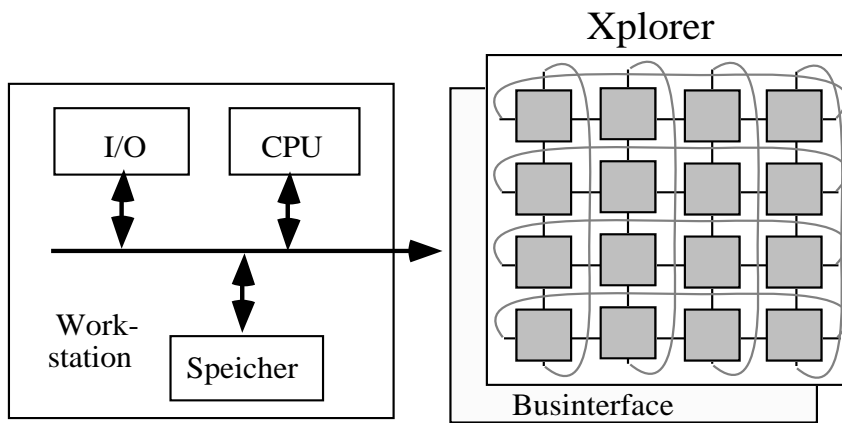 Xplorer
I/O
CPU
Work-
station
Speicher
Businterface